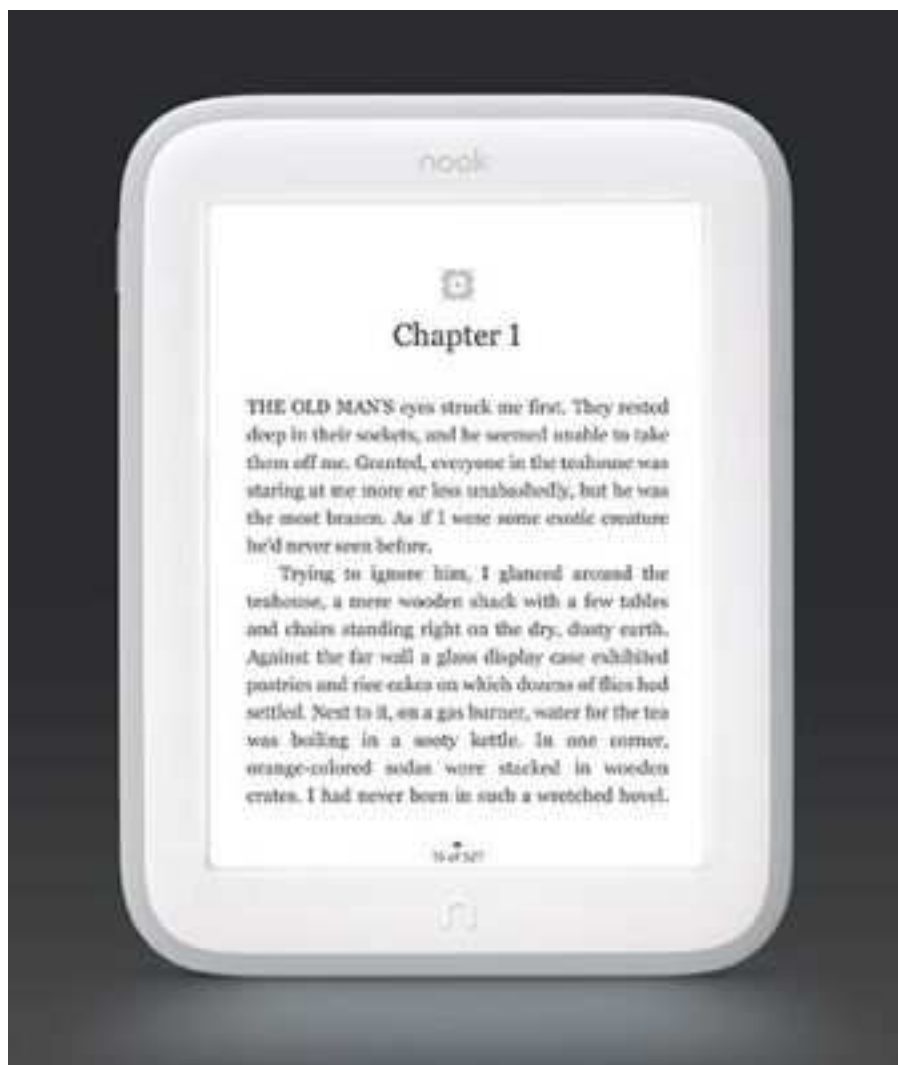 nook
Chapter 1
THE OLD MAN'S eyes struck me first. They rested
deep in their sockets, and he seemed unable to take
them off me. Granted, everyone in the teahouse was
staring at me more or less unabashedly, but he was
the most brazen. As if I were some exotic creature
he'd never seen before.
Trying to ignore him, I glanced around the
teahouse, a mere wooden shack with a few tables
and chairs standing right on the dry, dusty earth.
Against the far wall a glass display case exhibited
pastries and rice cakes on which dozens of flies had
settled. Next to it, on a gas burner, water for the tea
was boiling in a sooty kettle. In one corner,
orange-colored sodas were stacked in wooden
crates. I had never been in such a wretched hovel.
of
n